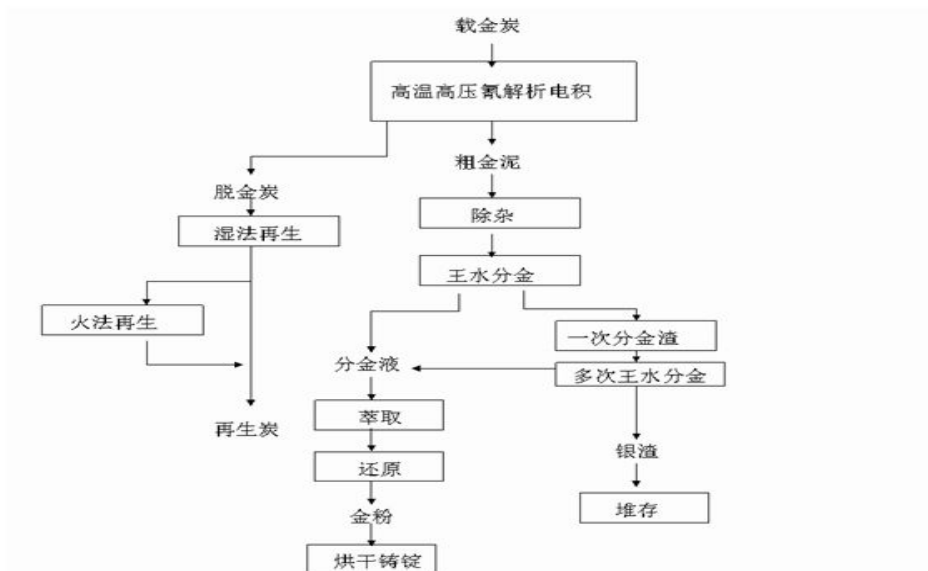 载金炭
高温高压氰解析电积
粗金泥
脱金炭
除杂
湿法再生
王水分金
火法再生
一次分金渣
分金液
多次王水分金
萃取
再生炭
银渣
还原
堆存
金粉
烘干铸锭